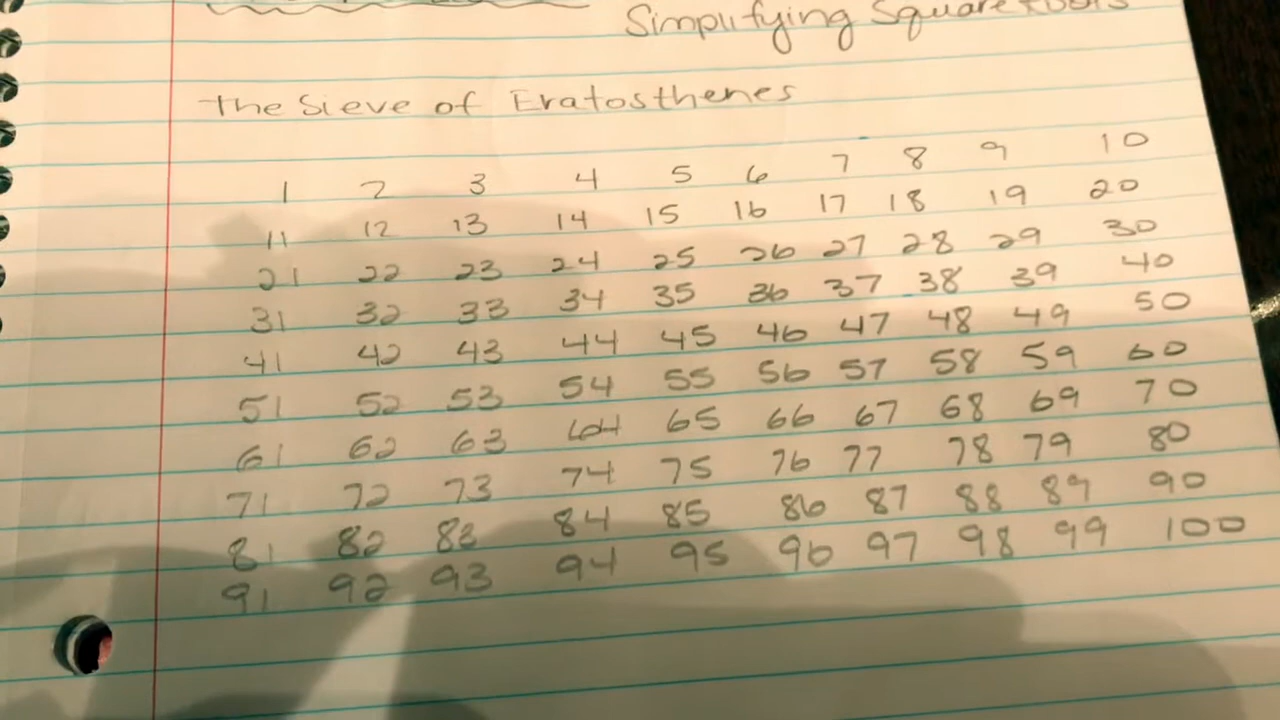 Simplifying Square Roots
The Sieve of Eratosthenes
1 2 3 4 5 6 7 8 9 10
11 12 13 14 15 16 17 18 19 20
21 22 23 24 25 26 27 28 29 30
31 32 33 34 35 36 37 38 39 40
41 42 43 44 45 46 47 48 49 50
51 52 53 54 55 56 57 58 59 60
61 62 63 64 65 66 67 68 69 70
71 72 73 74 75 76 77 78 79 80
81 82 83 84 85 86 87 88 89 90
91 92 93 94 95 96 97 98 99 100